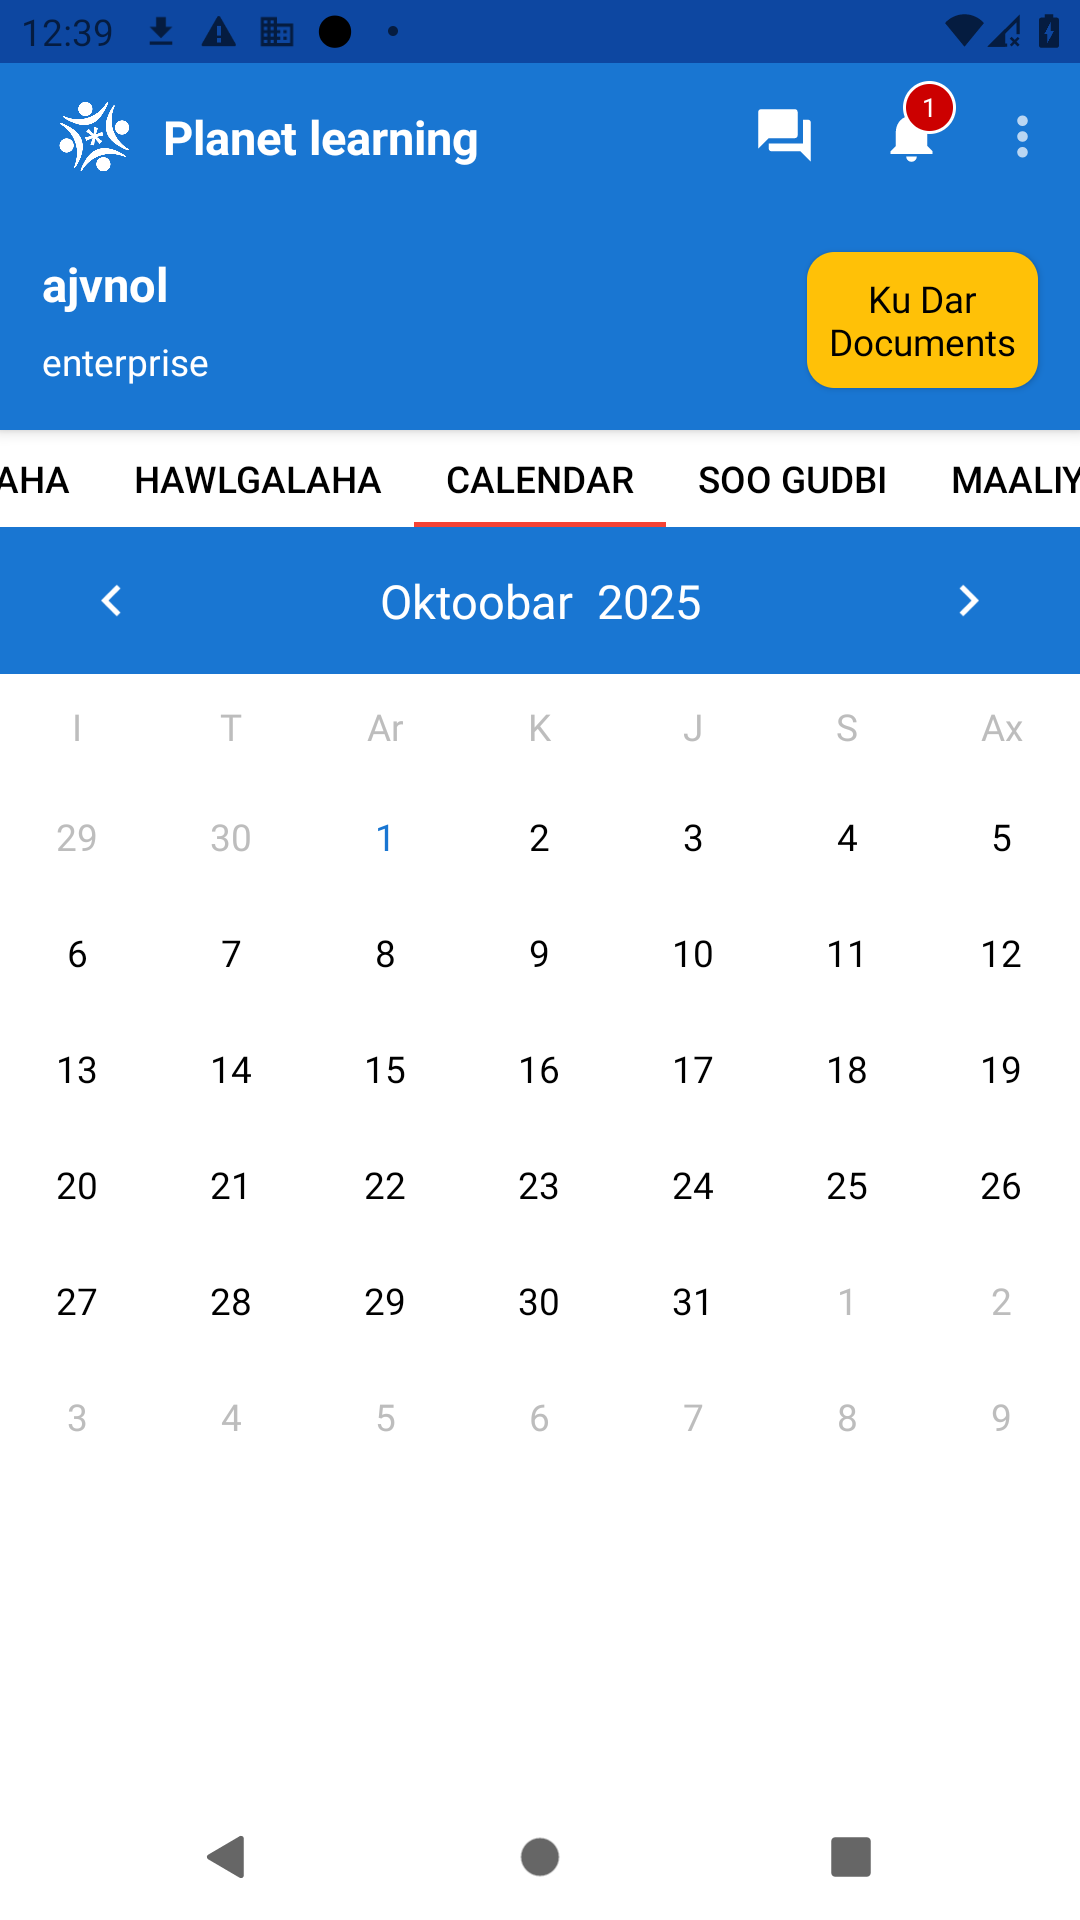 12:39
Planet learning
1
ajvnol
enterprise
Ku Dar
Documents
AHA HAWLGALAHA CALENDAR SOO GUDBI MAALIY
Oktoobar 2025
I T Ar K J S Ax
29 30 1 2 3 4 5
6 7 8 9 10 11 12
13 14 15 16 17 18 19
20 21 22 23 24 25 26
27 28 29 30 31 1 2
3 4 5 6 7 8 9